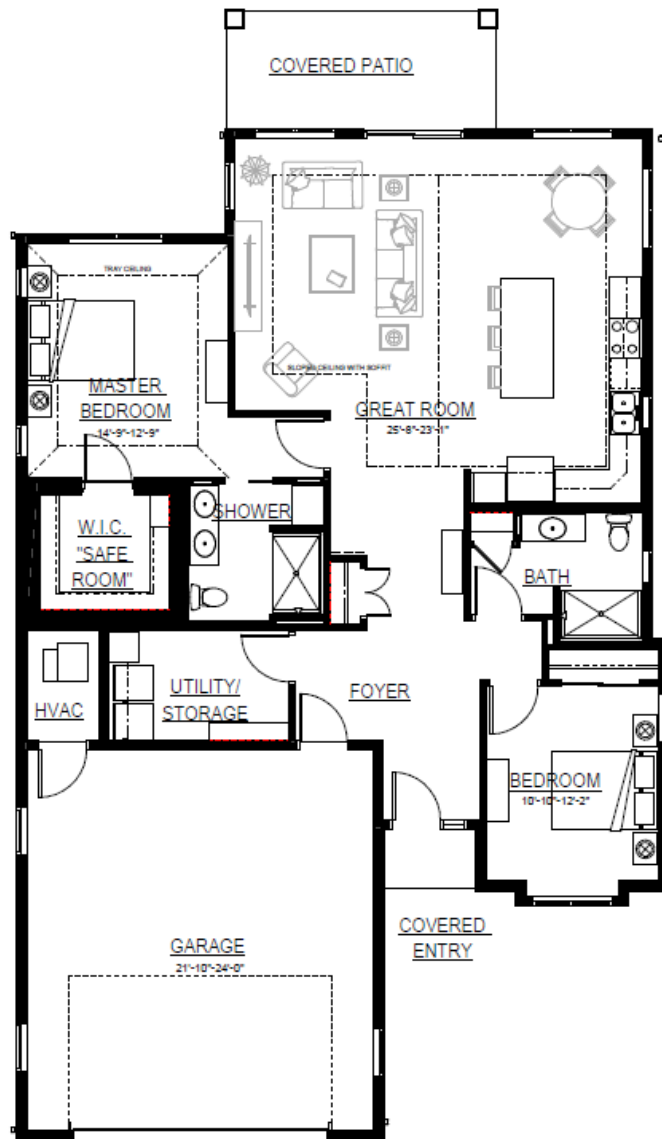 COVERED PATIO
TRAY CEILING
MASTER
BEDROOM
14'-9"-12'-9"
SLOPED CEILING WITH SOFFIT
GREAT ROOM
25'-8"-23'-1"
W.I.C.
"SAFE
ROOM"
SHOWER
BATH
HVAC
UTILITY/
STORAGE
FOYER
BEDROOM
10'-10"-12'-2"
COVERED
ENTRY
GARAGE
21'-10"-24'-0"